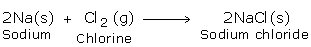 2Na(s) + Cl₂ (g) ⟶ 2NaCl(s)
Sodium Chlorine Sodium chloride